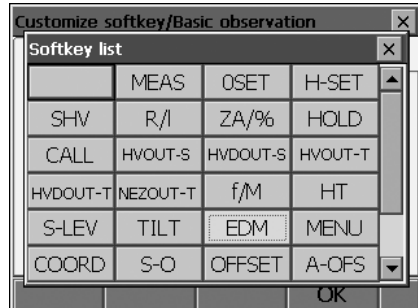 Customize softkey/Basic observation
Softkey list
MEAS 0SET H-SET
SHV R/l ZA/% HOLD
CALL HVOUT-S HVDOUT-S HVOUT-T
HVDOUT-T NEZOUT-T f/M HT
S-LEV TILT EDM MENU
COORD S-O OFFSET A-OFS
OK